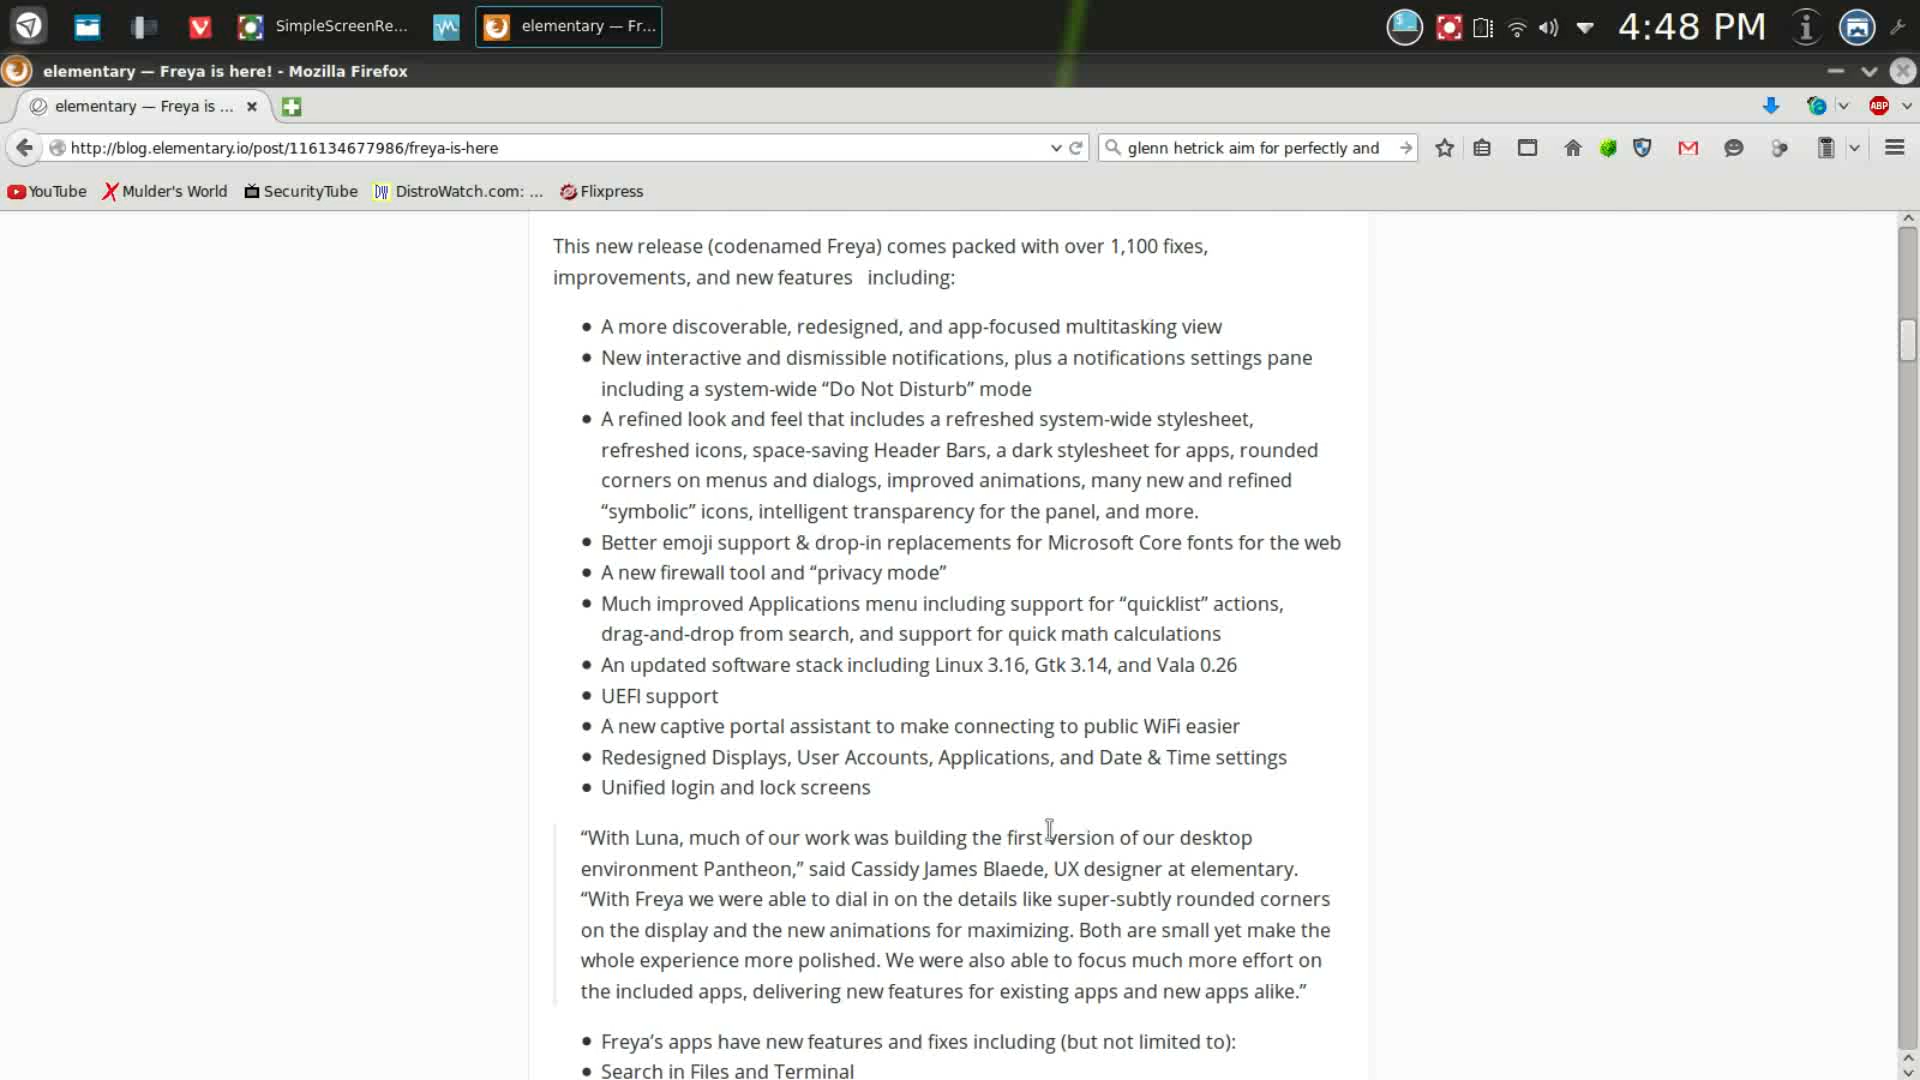 SimpleScreenRe...
elementary — Fr...
4:48 PM
elementary — Freya is here! - Mozilla Firefox
elementary — Freya is ...
ABP
http://blog.elementary.io/post/116134677986/freya-is-here
glenn hetrick aim for perfectly and
YouTube
Mulder's World
SecurityTube
DW
DistroWatch.com: ...
Flixpress
This new release (codenamed Freya) comes packed with over 1,100 fixes,
improvements, and new features   including:
• A more discoverable, redesigned, and app-focused multitasking view
• New interactive and dismissible notifications, plus a notifications settings pane
including a system-wide “Do Not Disturb” mode
• A refined look and feel that includes a refreshed system-wide stylesheet,
refreshed icons, space-saving Header Bars, a dark stylesheet for apps, rounded
corners on menus and dialogs, improved animations, many new and refined
“symbolic” icons, intelligent transparency for the panel, and more.
• Better emoji support & drop-in replacements for Microsoft Core fonts for the web
• A new firewall tool and “privacy mode”
• Much improved Applications menu including support for “quicklist” actions,
drag-and-drop from search, and support for quick math calculations
• An updated software stack including Linux 3.16, Gtk 3.14, and Vala 0.26
• UEFI support
• A new captive portal assistant to make connecting to public WiFi easier
• Redesigned Displays, User Accounts, Applications, and Date & Time settings
• Unified login and lock screens
“With Luna, much of our work was building the first version of our desktop
environment Pantheon,” said Cassidy James Blaede, UX designer at elementary.
“With Freya we were able to dial in on the details like super-subtly rounded corners
on the display and the new animations for maximizing. Both are small yet make the
whole experience more polished. We were also able to focus much more effort on
the included apps, delivering new features for existing apps and new apps alike.”
• Freya’s apps have new features and fixes including (but not limited to):
• Search in Files and Terminal